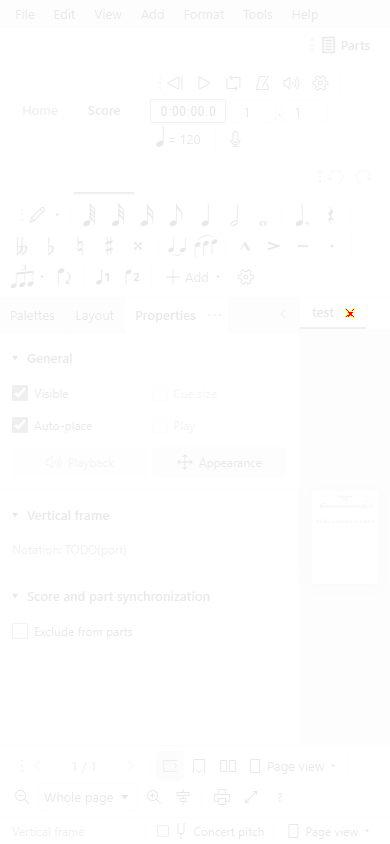 File Edit View Add Format Tools Help
Parts
Home Score 0:00:00.0 1 . 1
= 120
Add
Palettes Layout Properties ··· test
General
Visible Cue size
Auto-place Play
Playback Appearance
Vertical frame
Notation: TODO(port)
Score and part synchronization
Exclude from parts
1 / 1 Page view
Whole page ?
Vertical frame Concert pitch Page view